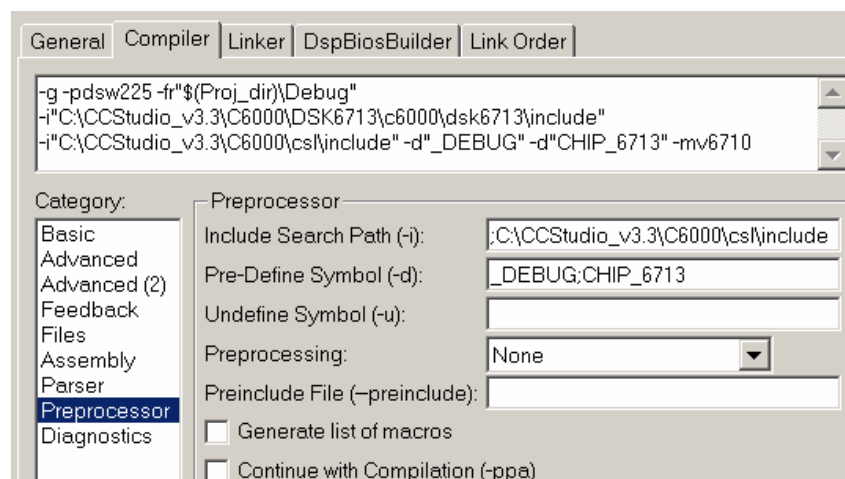 General Compiler Linker DspBiosBuilder Link Order
-g -pdsw225 -fr"$(Proj_dir)\Debug"
-i"C:\CCStudio_v3.3\C6000\DSK6713\c6000\dsk6713\include"
-i"C:\CCStudio_v3.3\C6000\csl\include" -d"_DEBUG" -d"CHIP_6713" -mv6710
Category:
Basic
Advanced
Advanced (2)
Feedback
Files
Assembly
Parser
Preprocessor
Diagnostics
Preprocessor
Include Search Path (-i): ;C:\CCStudio_v3.3\C6000\csl\include
Pre-Define Symbol (-d): _DEBUG;CHIP_6713
Undefine Symbol (-u):
Preprocessing: None
Preinclude File (--preinclude):
Generate list of macros
Continue with Compilation (-ppa)